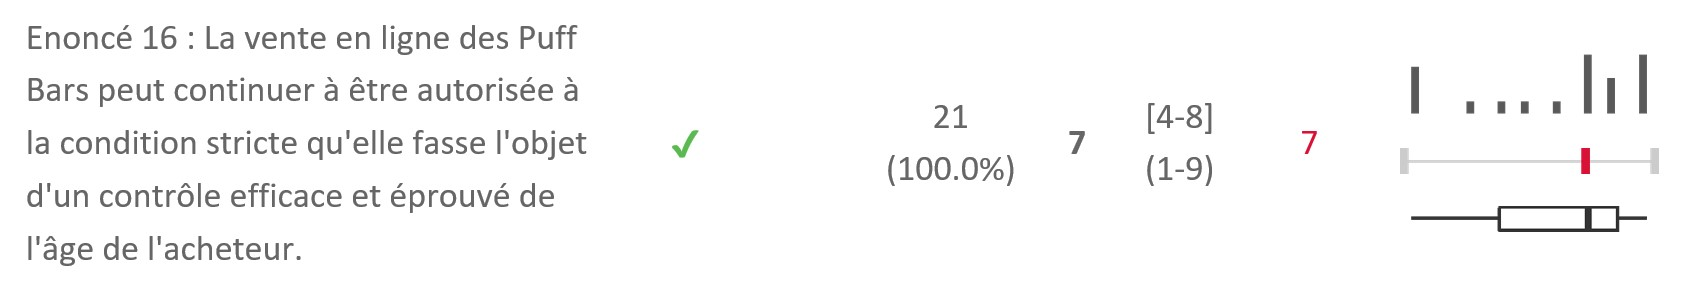 Enoncé 16 : La vente en ligne des Puff
Bars peut continuer à être autorisée à
la condition stricte qu'elle fasse l'objet
d'un contrôle efficace et éprouvé de
l'âge de l'acheteur.
21
(100.0%)
7
[4-8]
(1-9)
7